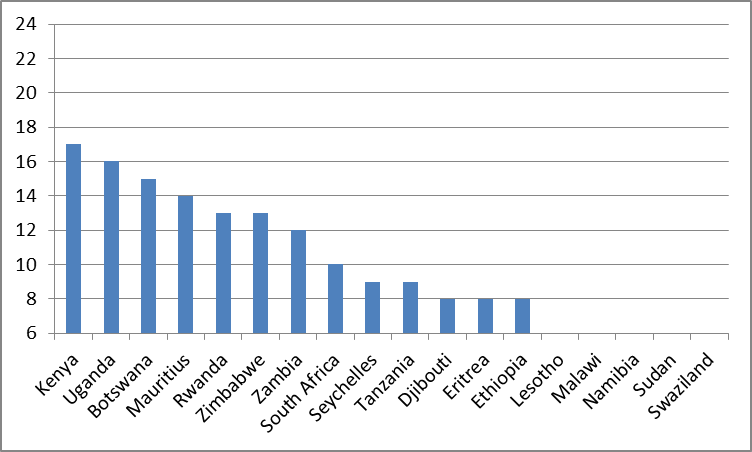 24
22
20
18
16
14
12
10
8
6
Kenya
Uganda
Botswana
Mauritius
Rwanda
Zimbabwe
Zambia
South Africa
Seychelles
Tanzania
Djibouti
Eritrea
Ethiopia
Lesotho
Malawi
Namibia
Sudan
Swaziland